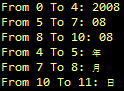 From 0 To 4: 2008
From 5 To 7: 08
From 8 To 10: 08
From 4 To 5: 年
From 7 To 8: 月
From 10 To 11: 日